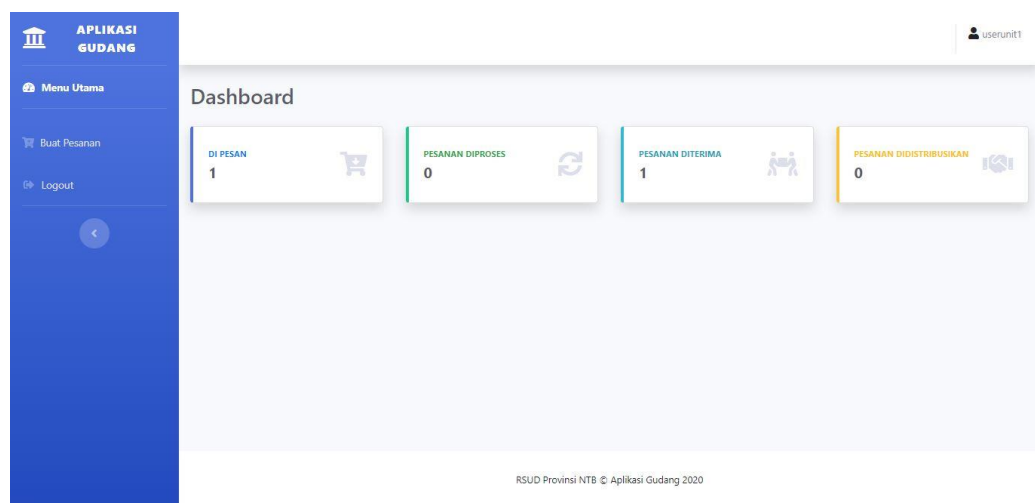 APLIKASI
GUDANG
userunit1
Menu Utama
Dashboard
Buat Pesanan
Logout
DI PESAN
1
PESANAN DIPROSES
0
PESANAN DITERIMA
1
PESANAN DIDISTRIBUSIKAN
0
RSUD Provinsi NTB © Aplikasi Gudang 2020